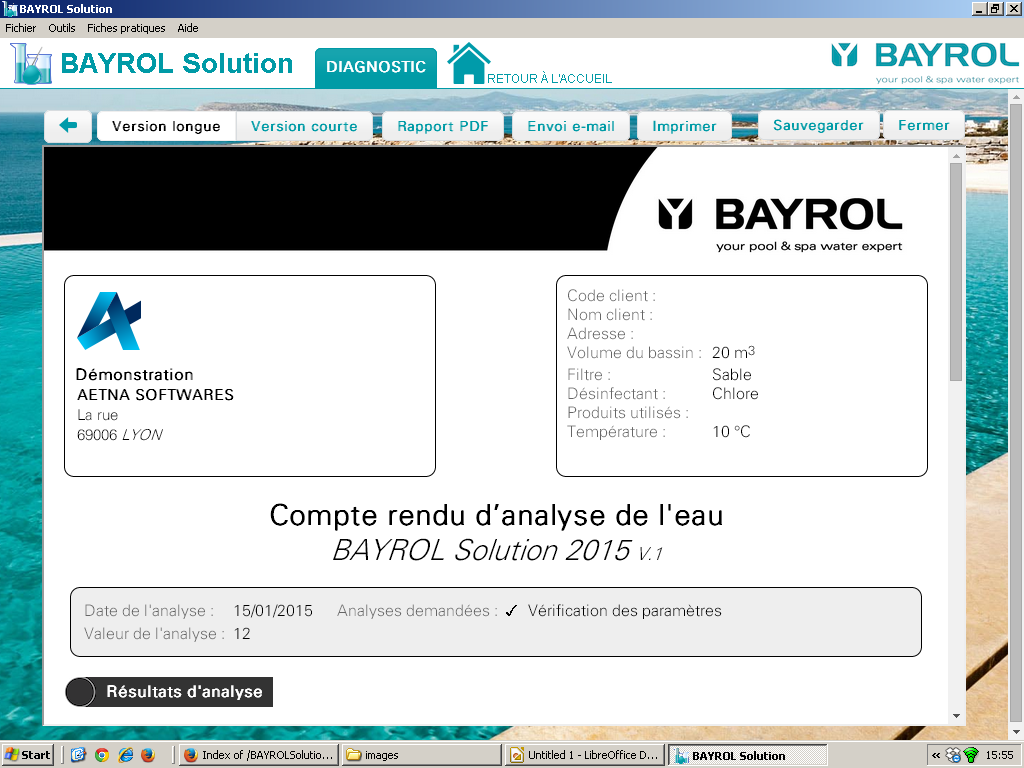 BAYROL Solution
Fichier Outils Fiches pratiques Aide
BAYROL Solution
DIAGNOSTIC
RETOUR À L'ACCUEIL
BAYROL
your pool & spa water expert
Version longue Version courte Rapport PDF Envoi e-mail Imprimer Sauvegarder Fermer
BAYROL
your pool & spa water expert
Démonstration
AETNA SOFTWARES
La rue
69006 LYON
Code client :
Nom client :
Adresse :
Volume du bassin : 20 m³
Filtre : Sable
Désinfectant : Chlore
Produits utilisés :
Température : 10 °C
Compte rendu d’analyse de l'eau
BAYROL Solution 2015 V.1
Date de l'analyse : 15/01/2015 Analyses demandées : ✓ Vérification des paramètres
Valeur de l'analyse : 12
Résultats d'analyse
Start Index of /BAYROLSolutio... images Untitled 1 - LibreOffice D... BAYROL Solution « 15:55